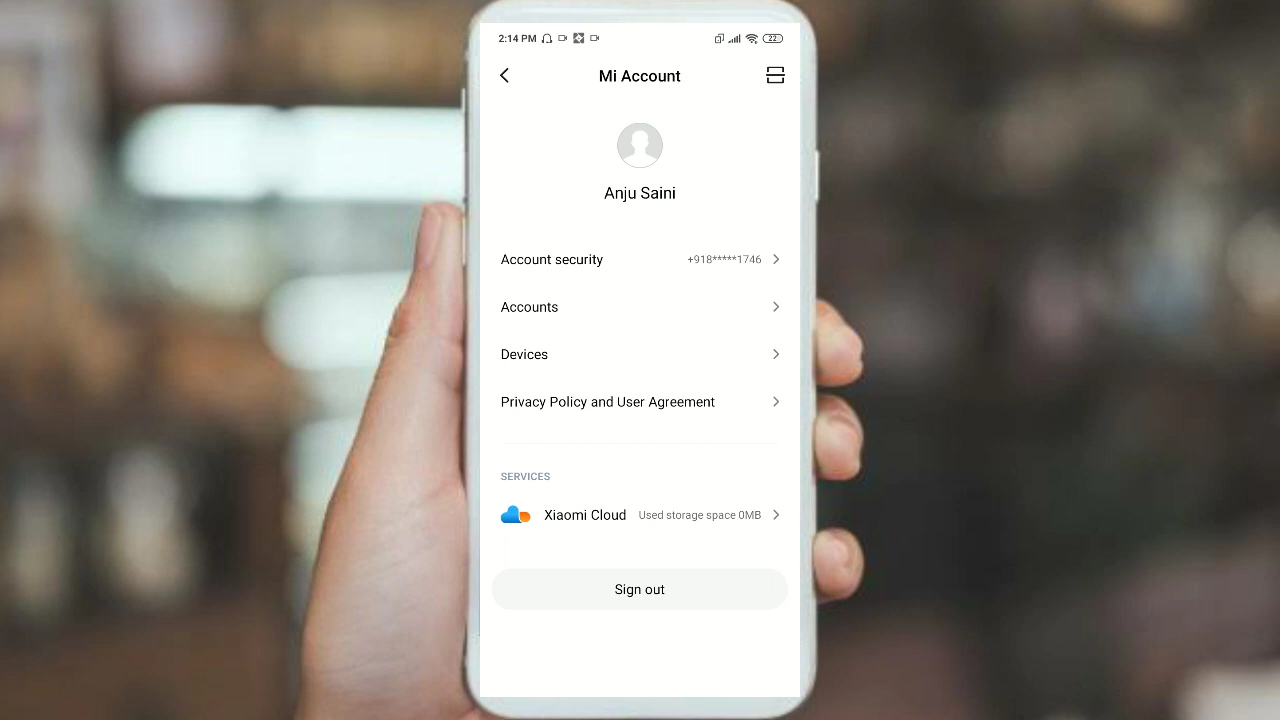 2:14 PM 22
Mi Account
Anju Saini
Account security +918*****1746
Accounts
Devices
Privacy Policy and User Agreement
SERVICES
Xiaomi Cloud Used storage space 0MB
Sign out